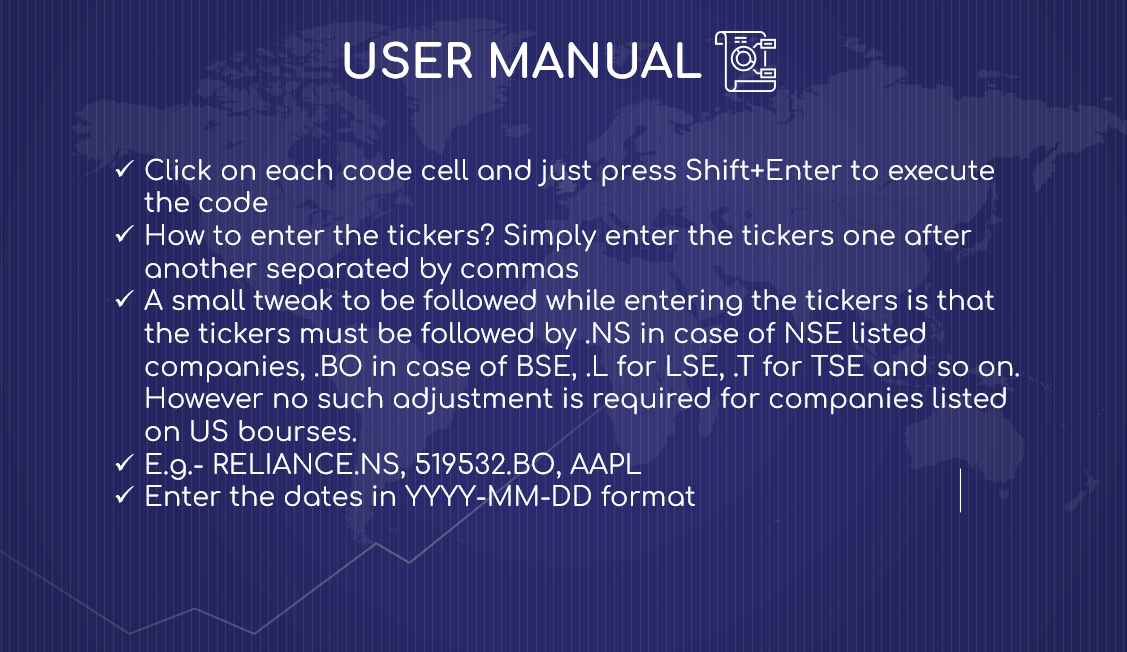 USER MANUAL
✓ Click on each code cell and just press Shift+Enter to execute
the code
✓ How to enter the tickers? Simply enter the tickers one after
another separated by commas
✓ A small tweak to be followed while entering the tickers is that
the tickers must be followed by .NS in case of NSE listed
companies, .BO in case of BSE, .L for LSE, .T for TSE and so on.
However no such adjustment is required for companies listed
on US bourses.
✓ E.g.- RELIANCE.NS, 519532.BO, AAPL
✓ Enter the dates in YYYY-MM-DD format